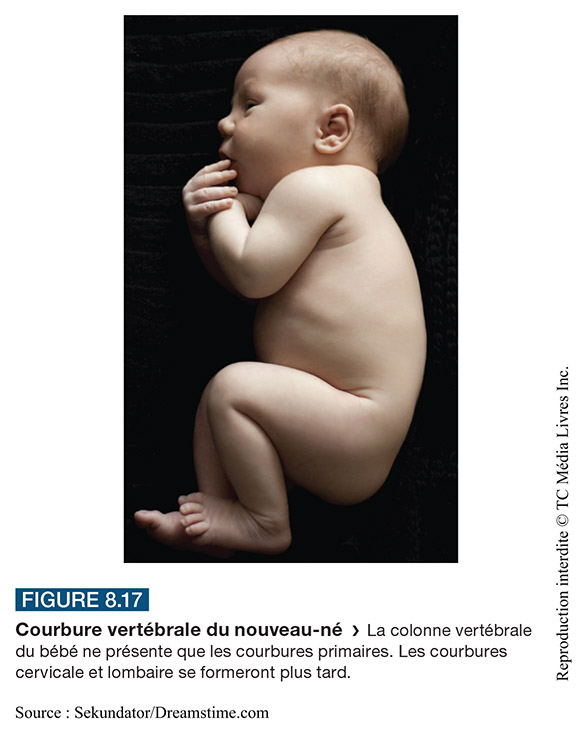 FIGURE 8.17
Courbure vertébrale du nouveau-né › La colonne vertébrale
du bébé ne présente que les courbures primaires. Les courbures
cervicale et lombaire se formeront plus tard.
Source : Sekundator/Dreamstime.com
Reproduction interdite © TC Média Livres Inc.